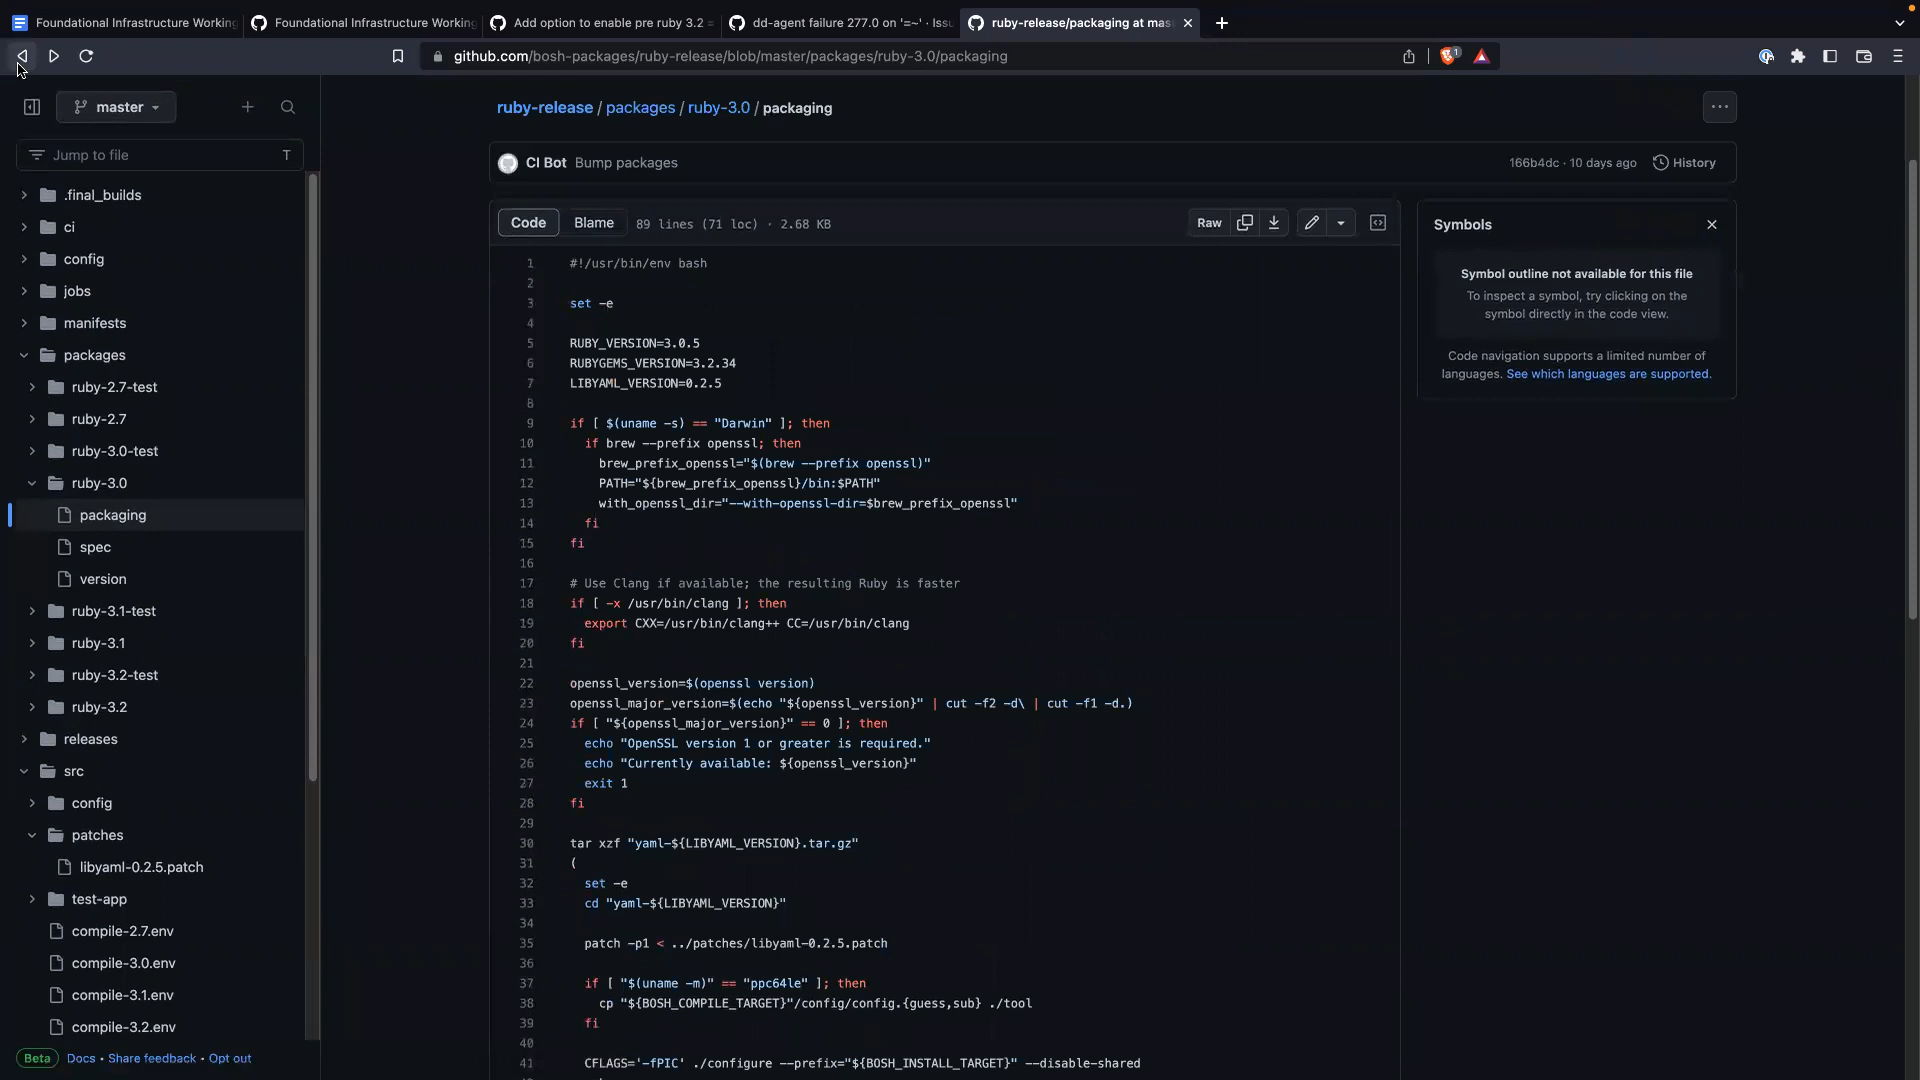 Foundational Infrastructure Working
Foundational Infrastructure Working
Add option to enable pre ruby 3.2 =
dd-agent failure 277.0 on '=~' · Issu
ruby-release/packaging at mas
github.com/bosh-packages/ruby-release/blob/master/packages/ruby-3.0/packaging
1
master
Jump to file
T
.final_builds
ci
config
jobs
manifests
packages
ruby-2.7-test
ruby-2.7
ruby-3.0-test
ruby-3.0
packaging
spec
version
ruby-3.1-test
ruby-3.1
ruby-3.2-test
ruby-3.2
releases
src
config
patches
libyaml-0.2.5.patch
test-app
compile-2.7.env
compile-3.0.env
compile-3.1.env
compile-3.2.env
Beta Docs • Share feedback • Opt out
ruby-release / packages / ruby-3.0 / packaging
CI Bot Bump packages
166b4dc · 10 days ago History
Code Blame 89 lines (71 loc) · 2.68 KB
Raw
1 #!/usr/bin/env bash
2
3 set -e
4
5 RUBY_VERSION=3.0.5
6 RUBYGEMS_VERSION=3.2.34
7 LIBYAML_VERSION=0.2.5
8
9 if [ $(uname -s) == "Darwin" ]; then
10 if brew --prefix openssl; then
11 brew_prefix_openssl="$(brew --prefix openssl)"
12 PATH="${brew_prefix_openssl}/bin:$PATH"
13 with_openssl_dir="--with-openssl-dir=$brew_prefix_openssl"
14 fi
15 fi
16
17 # Use Clang if available; the resulting Ruby is faster
18 if [ -x /usr/bin/clang ]; then
19 export CXX=/usr/bin/clang++ CC=/usr/bin/clang
20 fi
21
22 openssl_version=$(openssl version)
23 openssl_major_version=$(echo "${openssl_version}" | cut -f2 -d\ | cut -f1 -d.)
24 if [ "${openssl_major_version}" == 0 ]; then
25 echo "OpenSSL version 1 or greater is required."
26 echo "Currently available: ${openssl_version}"
27 exit 1
28 fi
29
30 tar xzf "yaml-${LIBYAML_VERSION}.tar.gz"
31 (
32 set -e
33 cd "yaml-${LIBYAML_VERSION}"
34
35 patch -p1 < ../patches/libyaml-0.2.5.patch
36
37 if [ "$(uname -m)" == "ppc64le" ]; then
38 cp "${BOSH_COMPILE_TARGET}"/config/config.{guess,sub} ./tool
39 fi
40
41 CFLAGS='-fPIC' ./configure --prefix="${BOSH_INSTALL_TARGET}" --disable-shared
Symbols
Symbol outline not available for this file
To inspect a symbol, try clicking on the
symbol directly in the code view.
Code navigation supports a limited number of
languages. See which languages are supported.